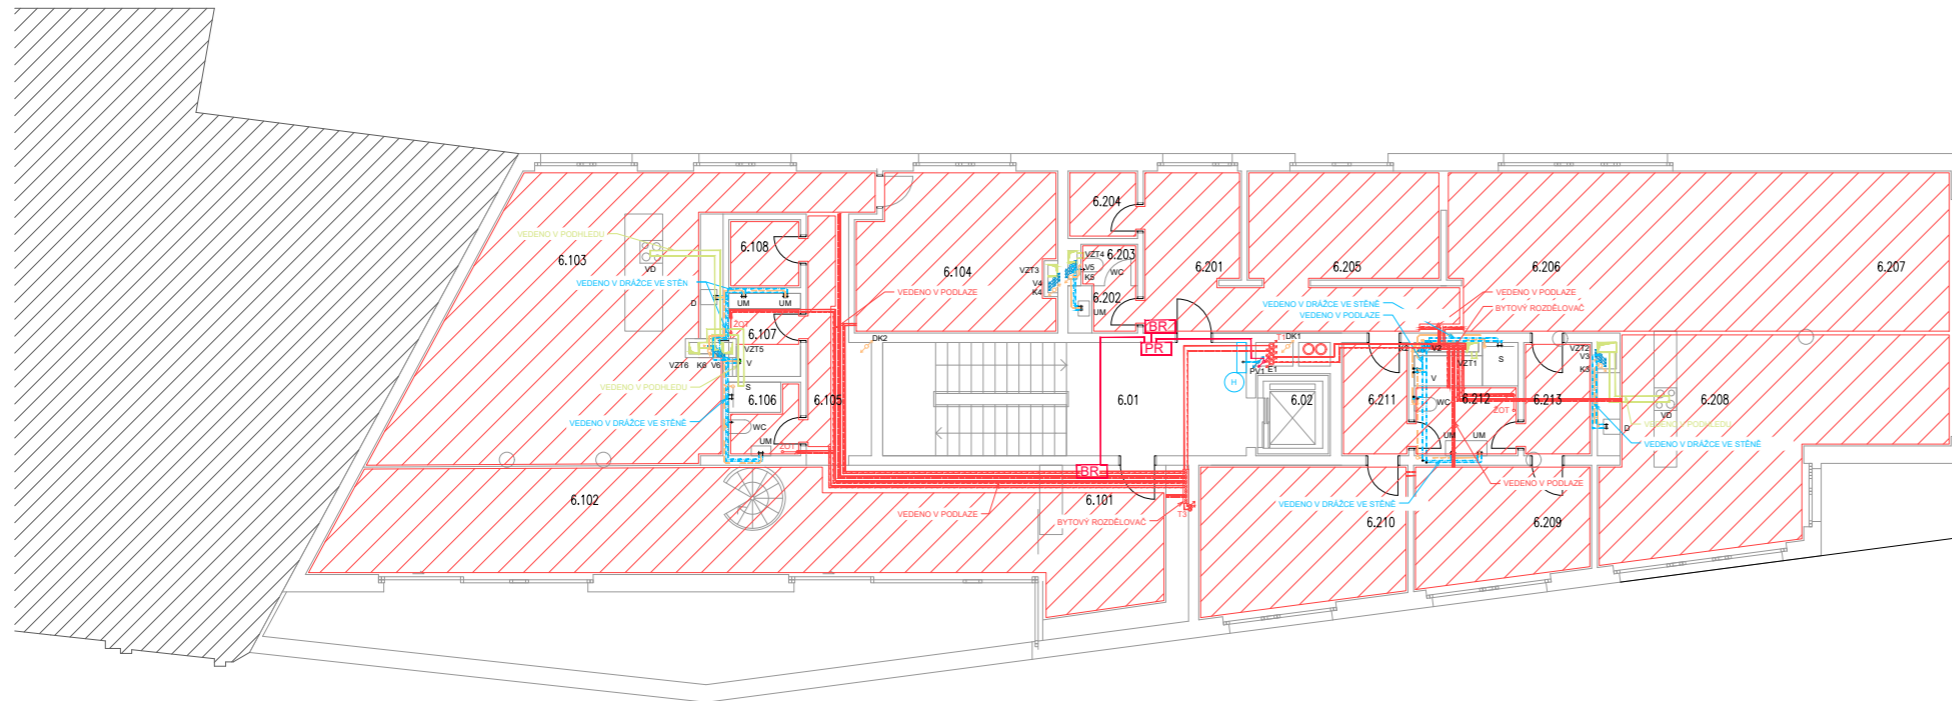 6.204
VEDENO V PODHLEDU
6.108
6.103
VD
VZT4
6.203
V5
K5
WC
6.104
VZT3
V4
K4
6.201
6.205
6.206
6.207
VEDENO V DRÁŽCE VE STĚN
D
UM
UM
6.202
UM
VEDENO V PODLAZE
VEDENO V PODLAZE
VEDENO V DRÁŽCE VE STĚNĚ
VEDENO V PODLAZE
BYTOVÝ ROZDĚLOVAČ
ŽOT
6.107
BR
PR
DK2
T1
DK1
VZT5
VZT6
K6
V6
V
V2
S
VZT1
VZT2
V3
K3
PV1
E1
H
V
VEDENO V PODHLEDU
S
6.106
6.105
6.01
6.02
6.211
WC
6.212
6.213
ŽOT
6.208
VD
VEDENO V DRÁŽCE VE STĚNĚ
WC
UM
ŽOT
UM
UM
D
VEDENO V PODHLEDU
VEDENO V DRÁŽCE VE STĚNĚ
BR
VEDENO V PODLAZE
6.102
6.101
VEDENO V DRÁŽCE VE STĚNĚ
VEDENO V PODLAZE
BYTOVÝ ROZDĚLOVAČ
T3
6.210
6.209